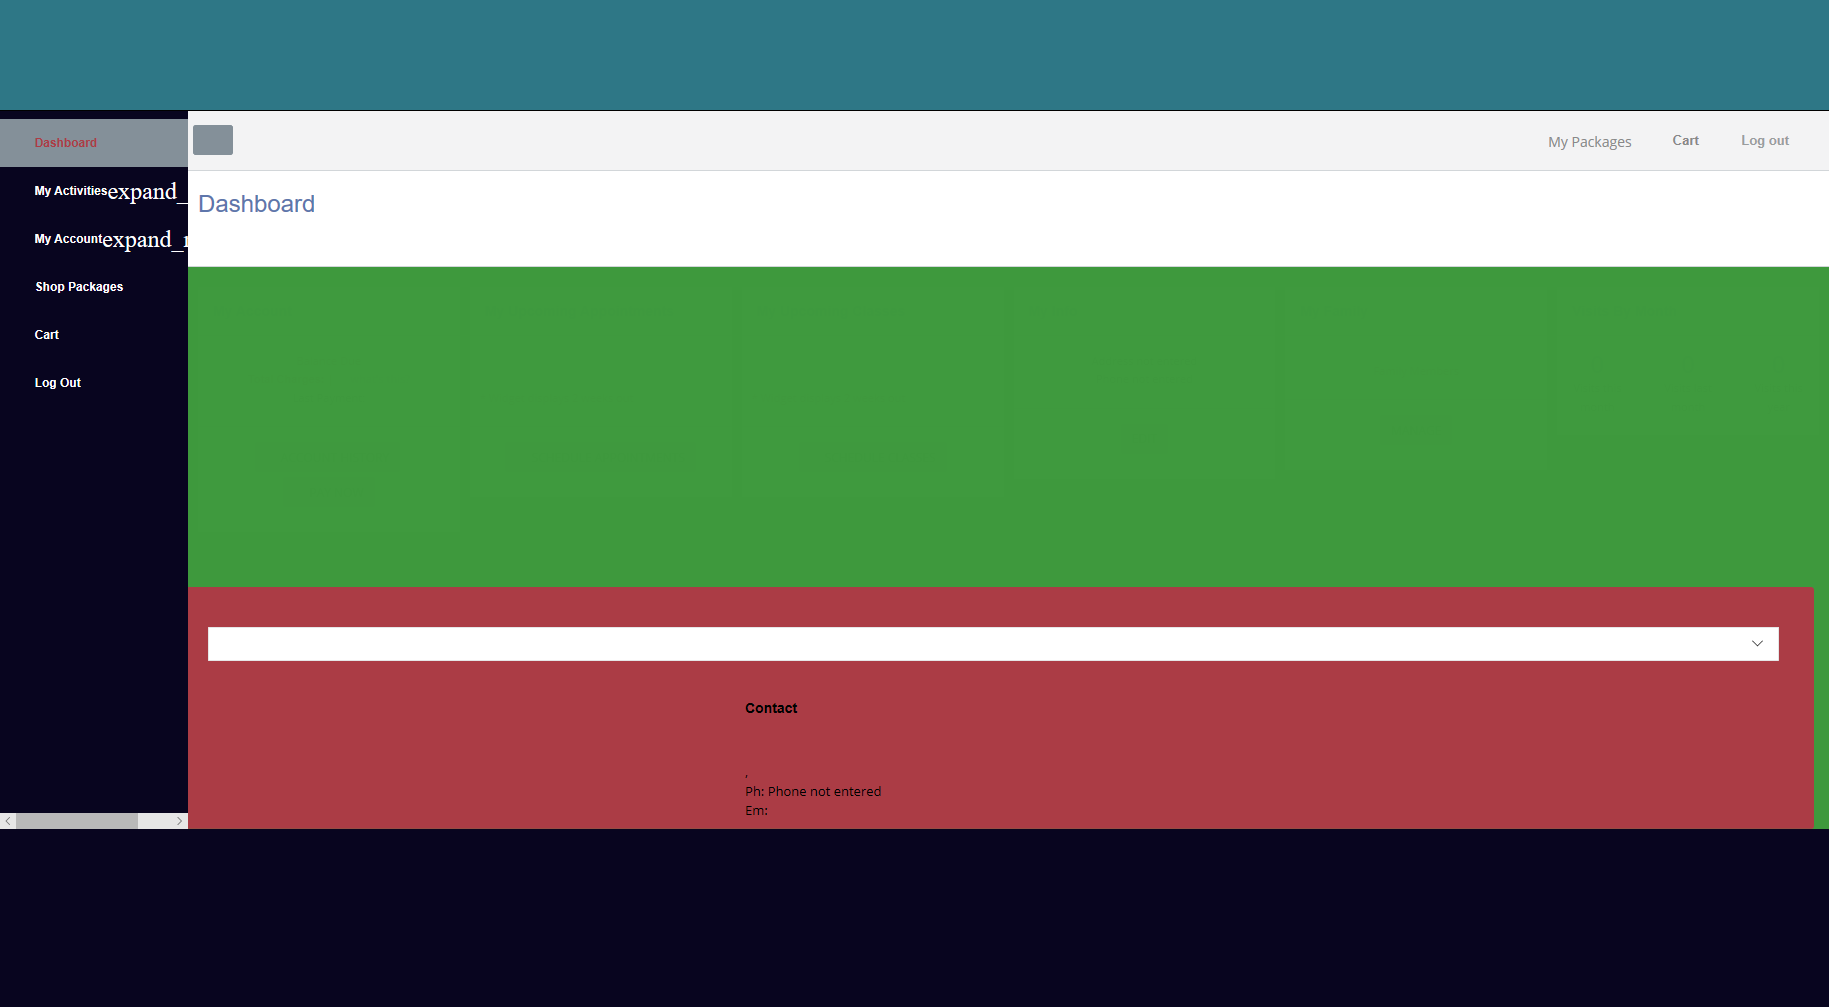 My Packages
Cart
Log out
Dashboard
My Activitiesexpand_
My Accountexpand_
Shop Packages
Cart
Log Out
Dashboard
Contact
,
Ph: Phone not entered
Em: